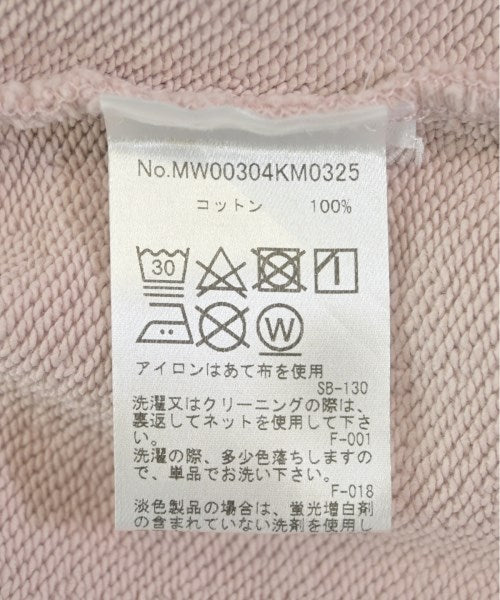 No.MW00304KM0325
コットン 100%
30
W
アイロンはあて布を使用
SB-130
洗濯又はクリーニングの際は、
裏返してネットを使用して下さ
い。 F-001
洗濯の際、多少色落ちしますの
で、単品でお洗い下さい。
F-018
淡色製品の場合は、蛍光増白剤
の含まれていない洗剤を使用し